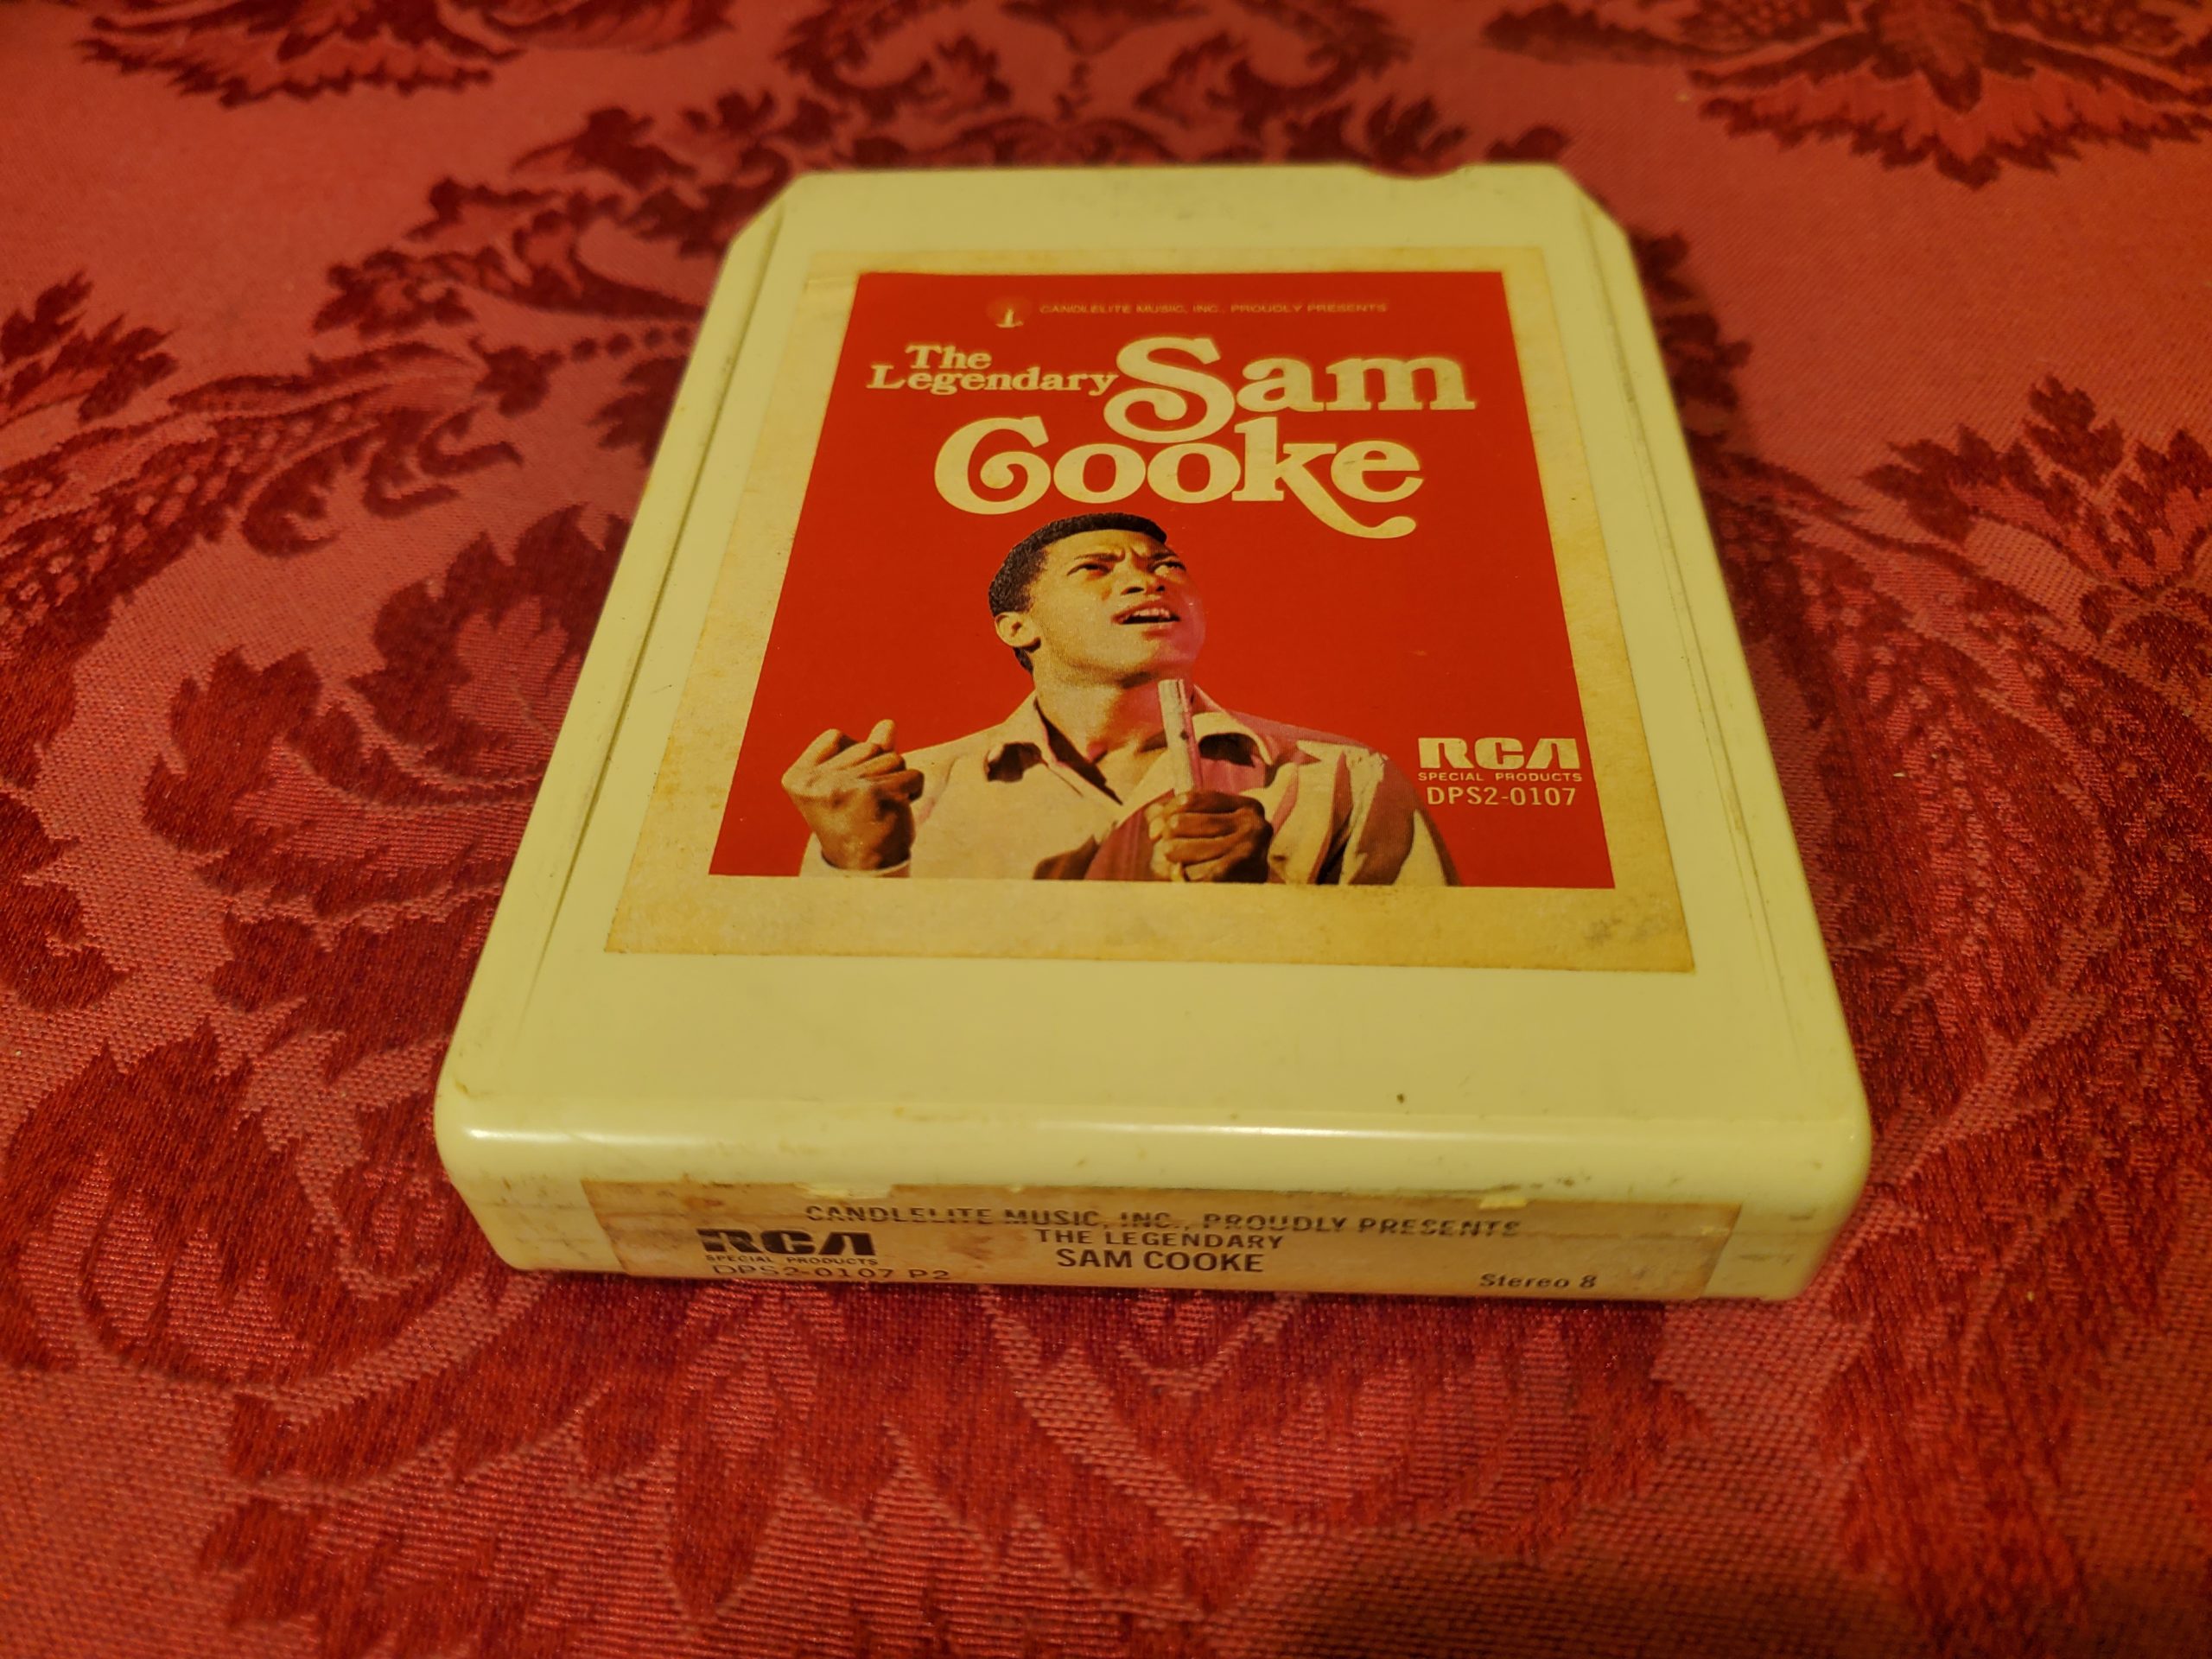 CANDLELITE MUSIC, INC., PROUDLY PRESENTS
The
Legendary
Sam
Cooke
RCA
SPECIAL PRODUCTS
DPS2-0107
CANDLELITE MUSIC, INC., PROUDLY PRESENTS
THE LEGENDARY
SAM COOKE
RCA
SPECIAL PRODUCTS
DPS2-0107 P2
Stereo 8